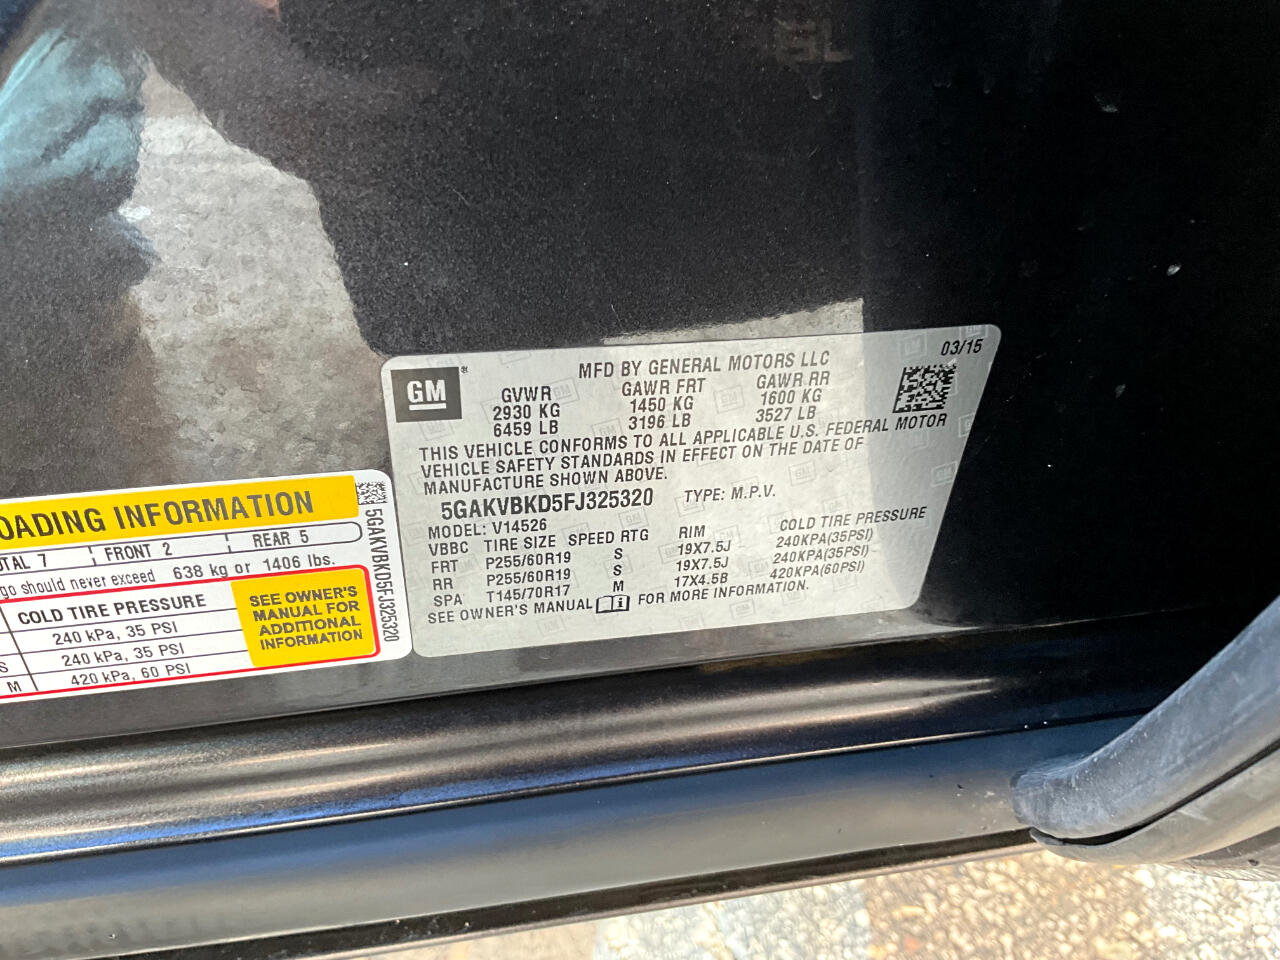 GM
MFD BY GENERAL MOTORS LLC
03/15
GVWR GAWR FRT GAWR RR
2930 KG 1450 KG 1600 KG
6459 LB 3196 LB 3527 LB
THIS VEHICLE CONFORMS TO ALL APPLICABLE U.S. FEDERAL MOTOR
VEHICLE SAFETY STANDARDS IN EFFECT ON THE DATE OF
MANUFACTURE SHOWN ABOVE.
5GAKVBKD5FJ325320 TYPE: M.P.V.
MODEL: V14526
VBBC TIRE SIZE SPEED RTG RIM COLD TIRE PRESSURE
FRT P255/60R19 S 19X7.5J 240KPA(35PSI)
RR P255/60R19 S 19X7.5J 240KPA(35PSI)
SPA T145/70R17 M 17X4.5B 420KPA(60PSI)
SEE OWNER'S MANUAL FOR MORE INFORMATION.
OADING INFORMATION
OTAL 7 FRONT 2 REAR 5
go should never exceed 638 kg or 1406 lbs.
COLD TIRE PRESSURE
240 kPa, 35 PSI
S 240 kPa, 35 PSI
M 420 kPa, 60 PSI
SEE OWNER'S
MANUAL FOR
ADDITIONAL
INFORMATION
5GAKVBKD5FJ325320